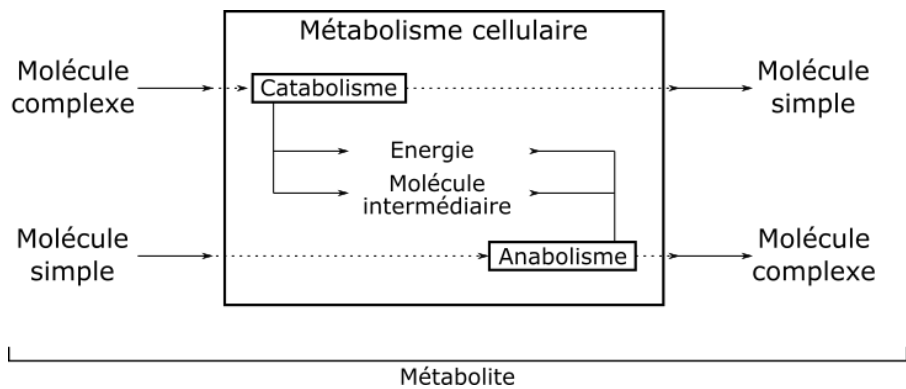 Métabolisme cellulaire
Molécule
complexe
Catabolisme
Molécule
simple
Energie
Molécule
intermédiaire
Molécule
simple
Anabolisme
Molécule
complexe
Métabolite